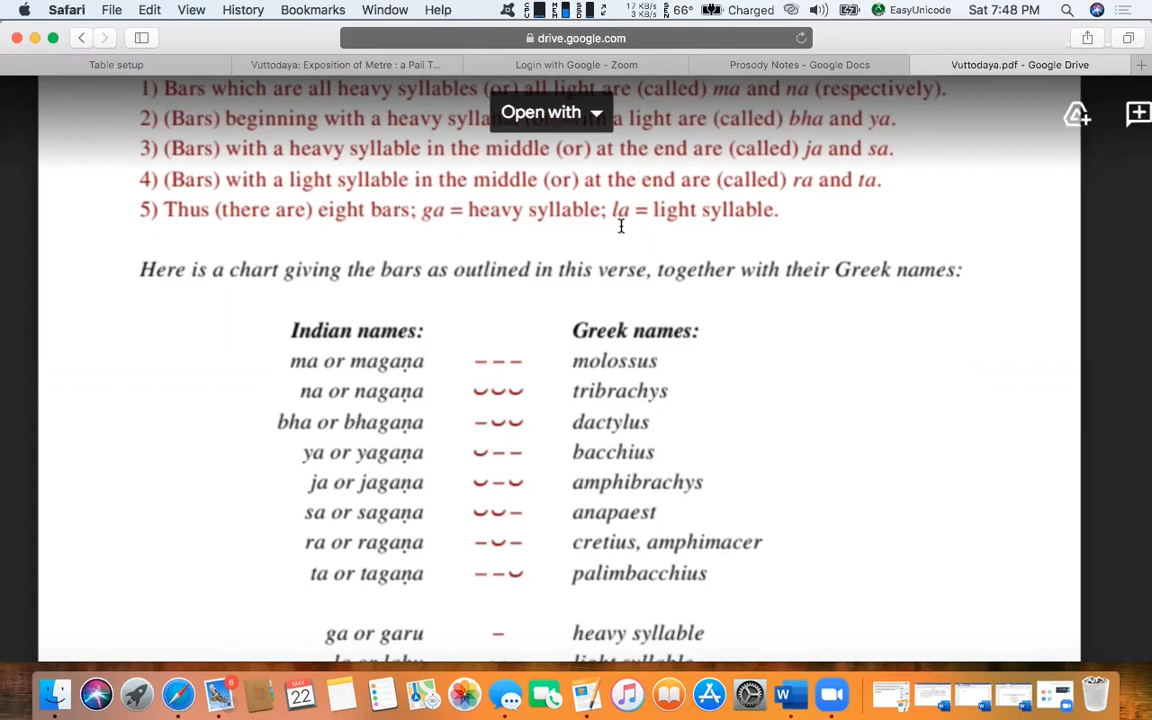 Safari File Edit View History Bookmarks Window Help 17 KB/s 3 KB/s 66° Charged EasyUnicode Sat 7:48 PM
drive.google.com
Table setup Vuttodaya: Exposition of Metre : a Pali T... Login with Google - Zoom Prosody Notes - Google Docs Vuttodaya.pdf - Google Drive
1) Bars which are all heavy syllables (or) all light are (called) ma and na (respectively).
Open with
2) (Bars) beginning with a heavy a light are (called) bha and ya.
3) (Bars) with a heavy syllable in the middle (or) at the end are (called) ja and sa.
4) (Bars) with a light syllable in the middle (or) at the end are (called) ra and ta.
5) Thus (there are) eight bars; ga = heavy syllable; la = light syllable.
Here is a chart giving the bars as outlined in this verse, together with their Greek names:
Indian names: Greek names:
ma or magaṇa − − − molossus
na or nagaṇa ⏑⏑⏑ tribrachys
bha or bhagaṇa −⏑⏑ dactylus
ya or yagaṇa ⏑−− bacchius
ja or jagaṇa ⏑−⏑ amphibrachys
sa or sagaṇa ⏑⏑− anapaest
ra or ragaṇa −⏑− cretius, amphimacer
ta or tagaṇa −−⏑ palimbacchius
ga or garu − heavy syllable
6
MAY
22